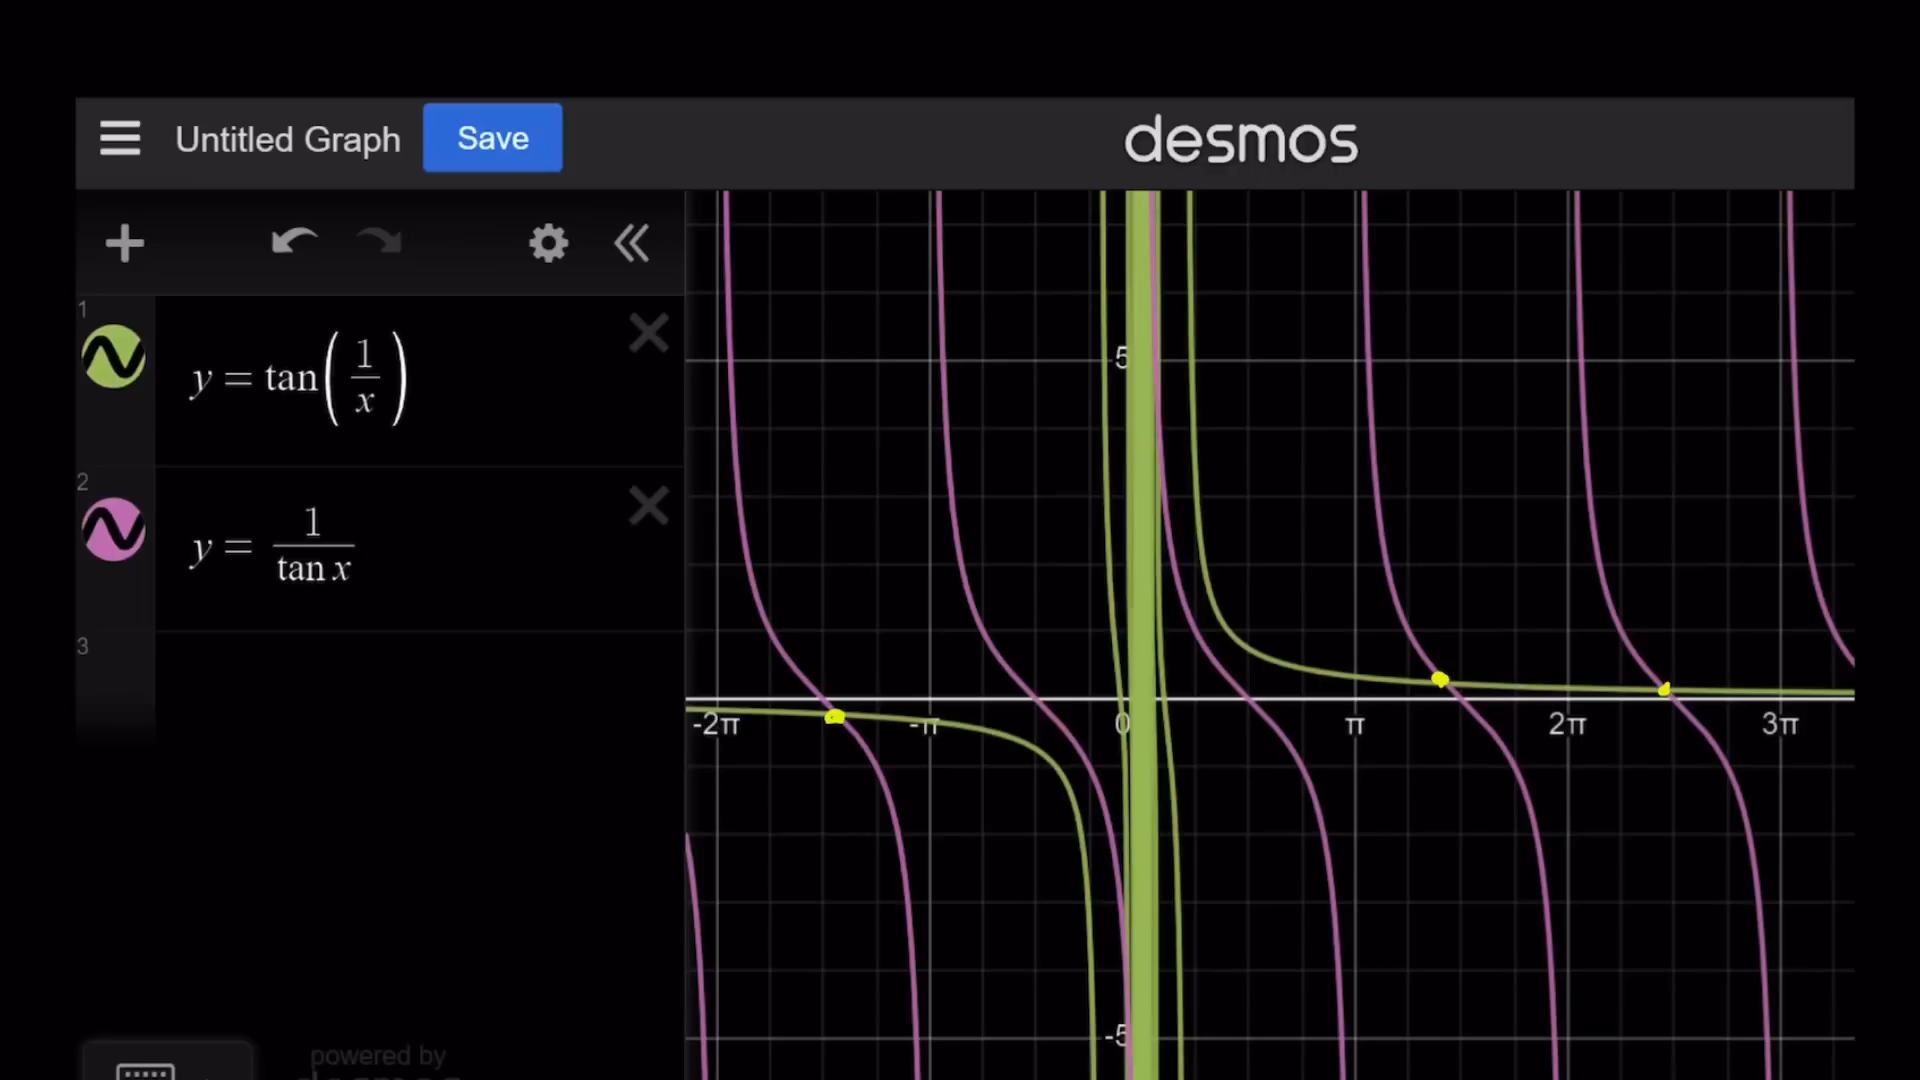 Untitled Graph Save desmos
1
y = tan(1/x)
2
y = 1/tan x
3
5
-2π -π 0 π 2π 3π
-5
powered by